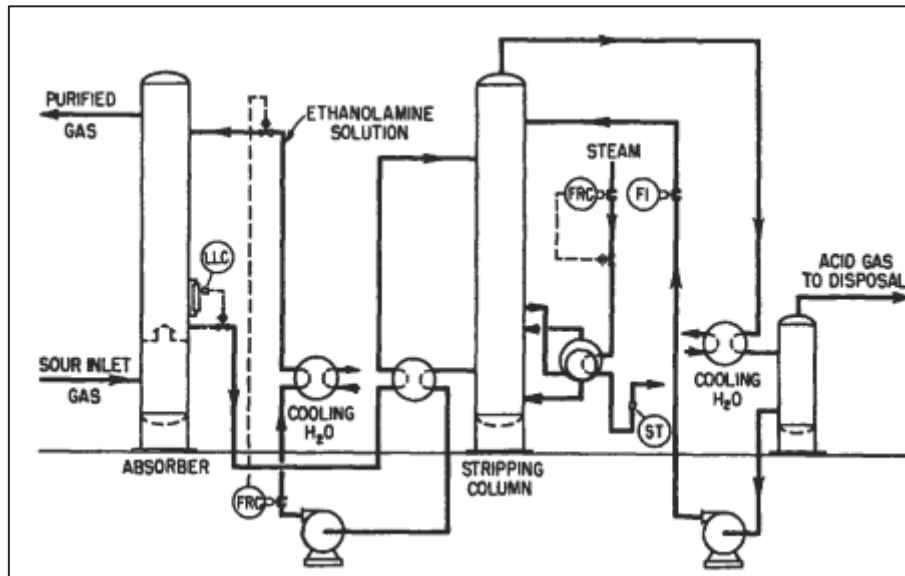 PURIFIED
GAS
ETHANOLAMINE
SOLUTION
STEAM
FRC
FI
LLC
ACID GAS
TO DISPOSAL
SOUR INLET
GAS
COOLING
H₂O
COOLING
H₂O
ST
ABSORBER
STRIPPING
COLUMN
FRC